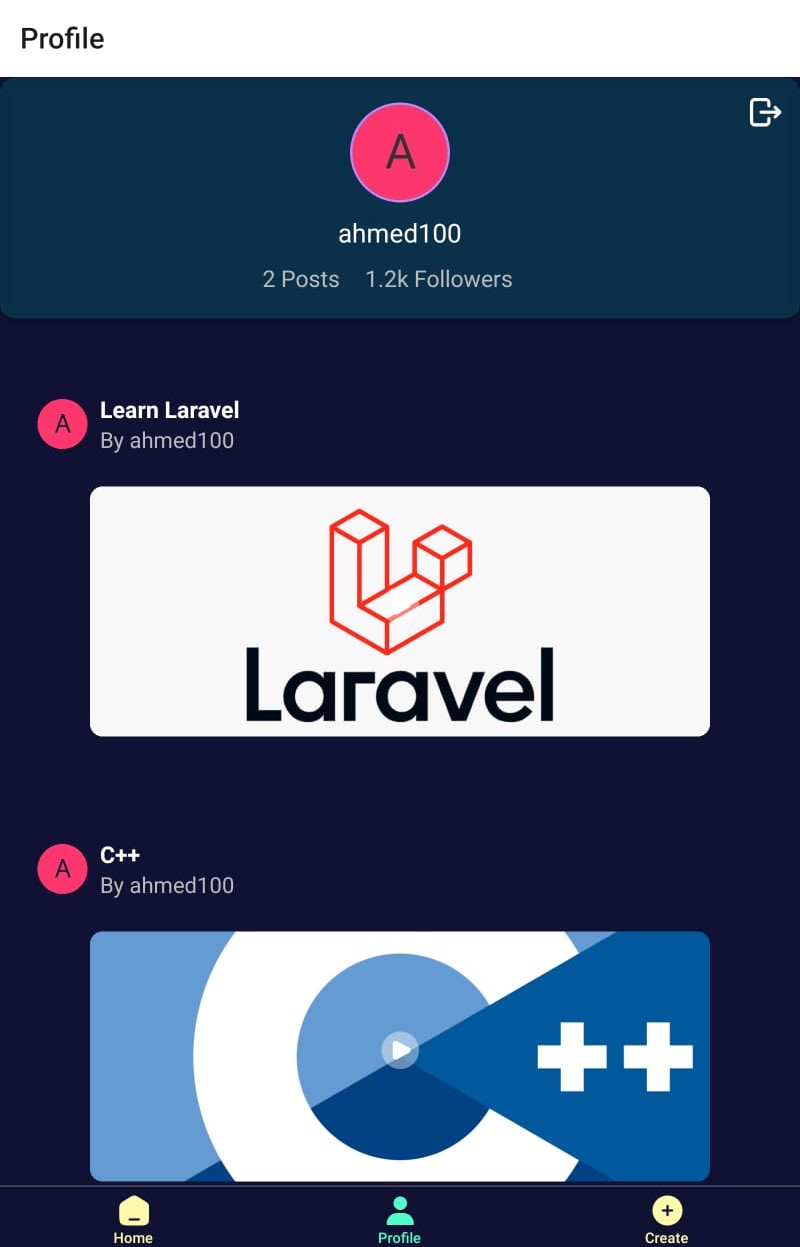 Profile
A
ahmed100
2 Posts 1.2k Followers
A
Learn Laravel
By ahmed100
Laravel
A
C++
By ahmed100
C++
Home
Profile
Create